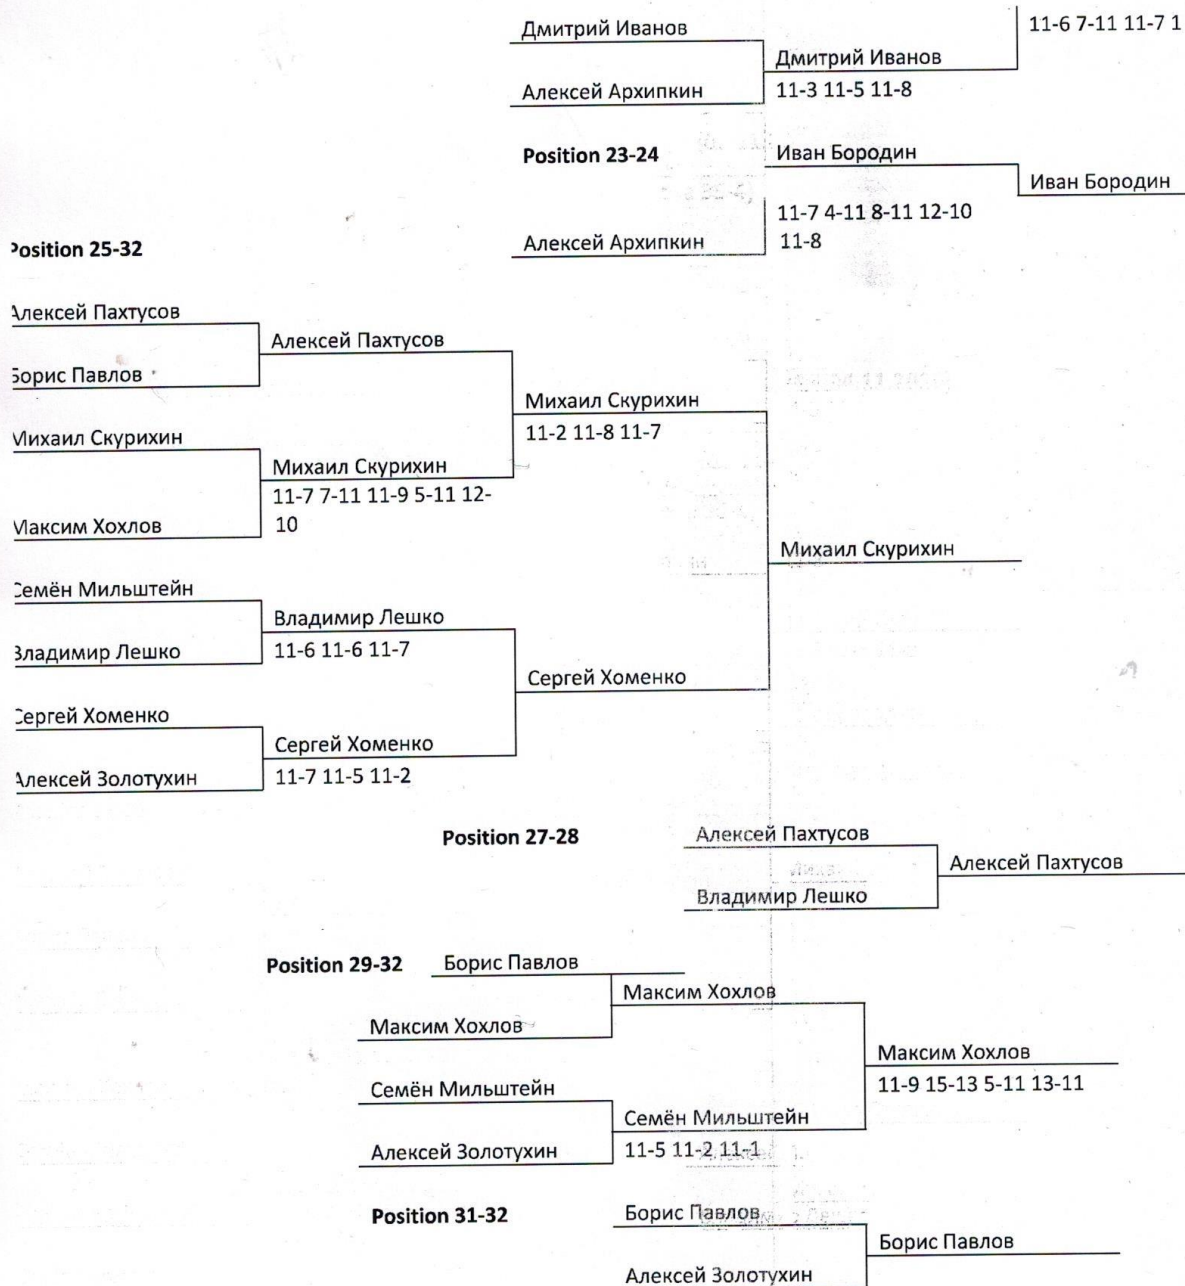 Дмитрий Иванов
11-6 7-11 11-7 1
Дмитрий Иванов
Алексей Архипкин
11-3 11-5 11-8
Position 23-24
Иван Бородин
Иван Бородин
11-7 4-11 8-11 12-10
Алексей Архипкин
11-8
Position 25-32
Алексей Пахтусов
Алексей Пахтусов
Борис Павлов
Михаил Скурихин
11-2 11-8 11-7
Михаил Скурихин
Михаил Скурихин
11-7 7-11 11-9 5-11 12-
10
Максим Хохлов
Михаил Скурихин
Семён Мильштейн
Владимир Лешко
11-6 11-6 11-7
Владимир Лешко
Сергей Хоменко
Сергей Хоменко
Сергей Хоменко
11-7 11-5 11-2
Алексей Золотухин
Position 27-28
Алексей Пахтусов
Алексей Пахтусов
Владимир Лешко
Position 29-32
Борис Павлов
Максим Хохлов
Максим Хохлов
Максим Хохлов
11-9 15-13 5-11 13-11
Семён Мильштейн
Семён Мильштейн
11-5 11-2 11-1
Алексей Золотухин
Position 31-32
Борис Павлов
Борис Павлов
Алексей Золотухин